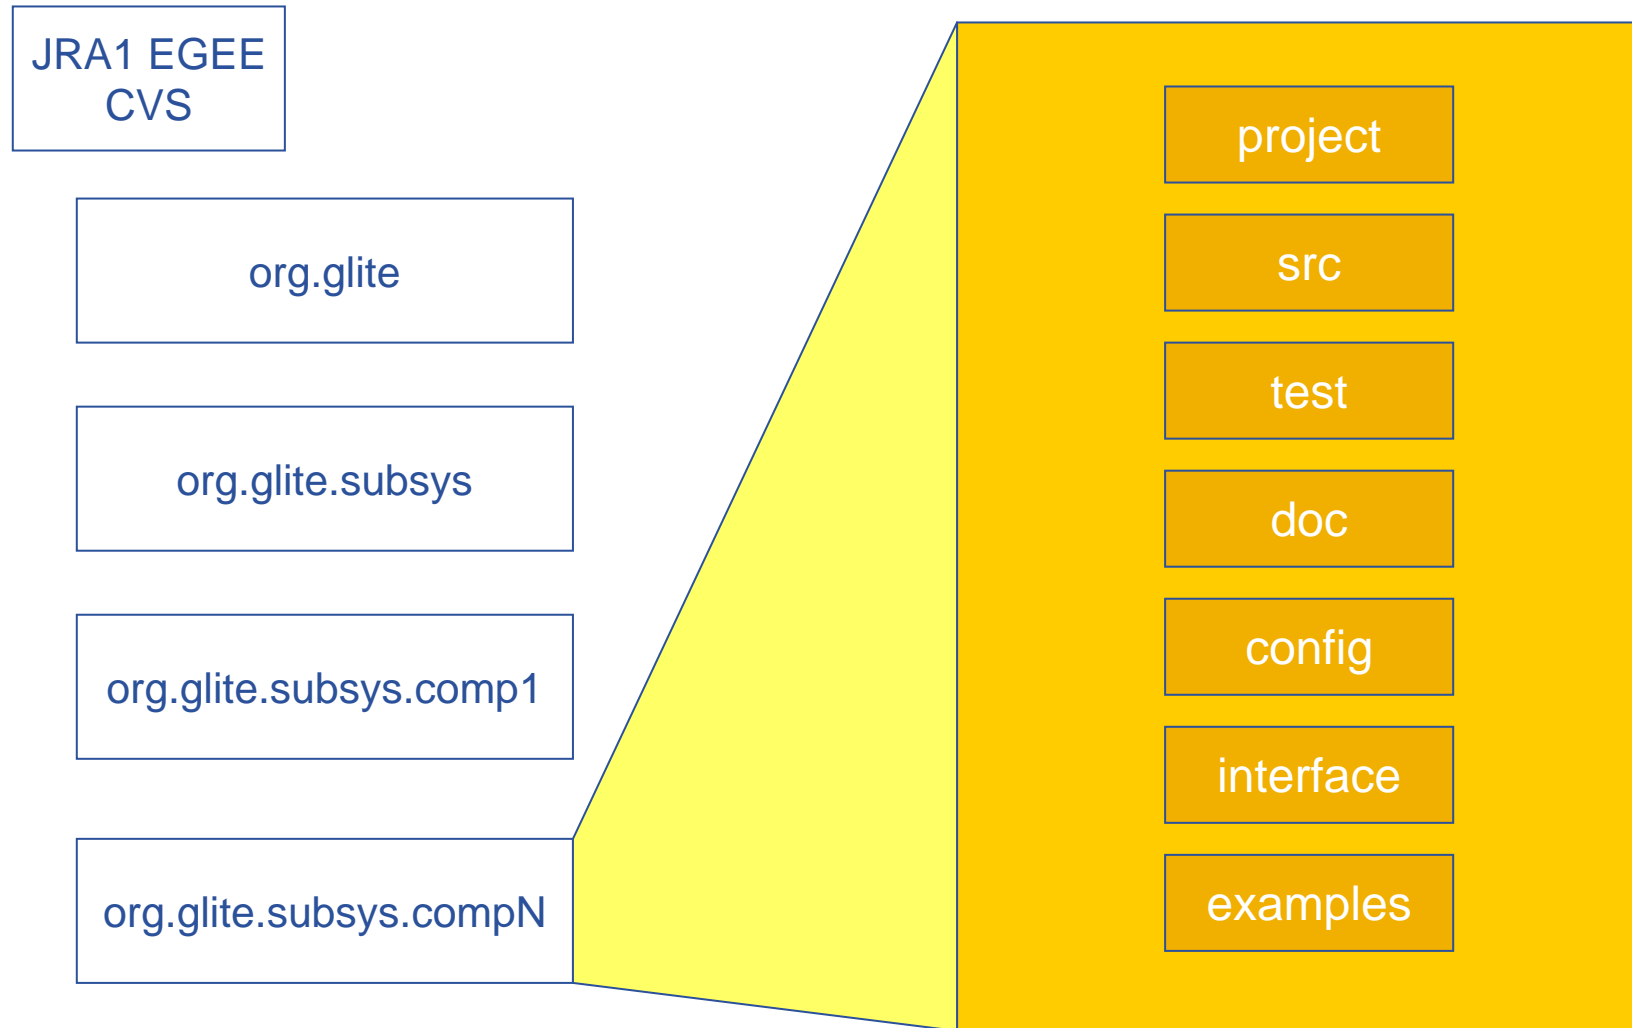 JRA1 EGEE
CVS
org.glite
org.glite.subsys
org.glite.subsys.comp1
org.glite.subsys.compN
project
src
test
doc
config
interface
examples